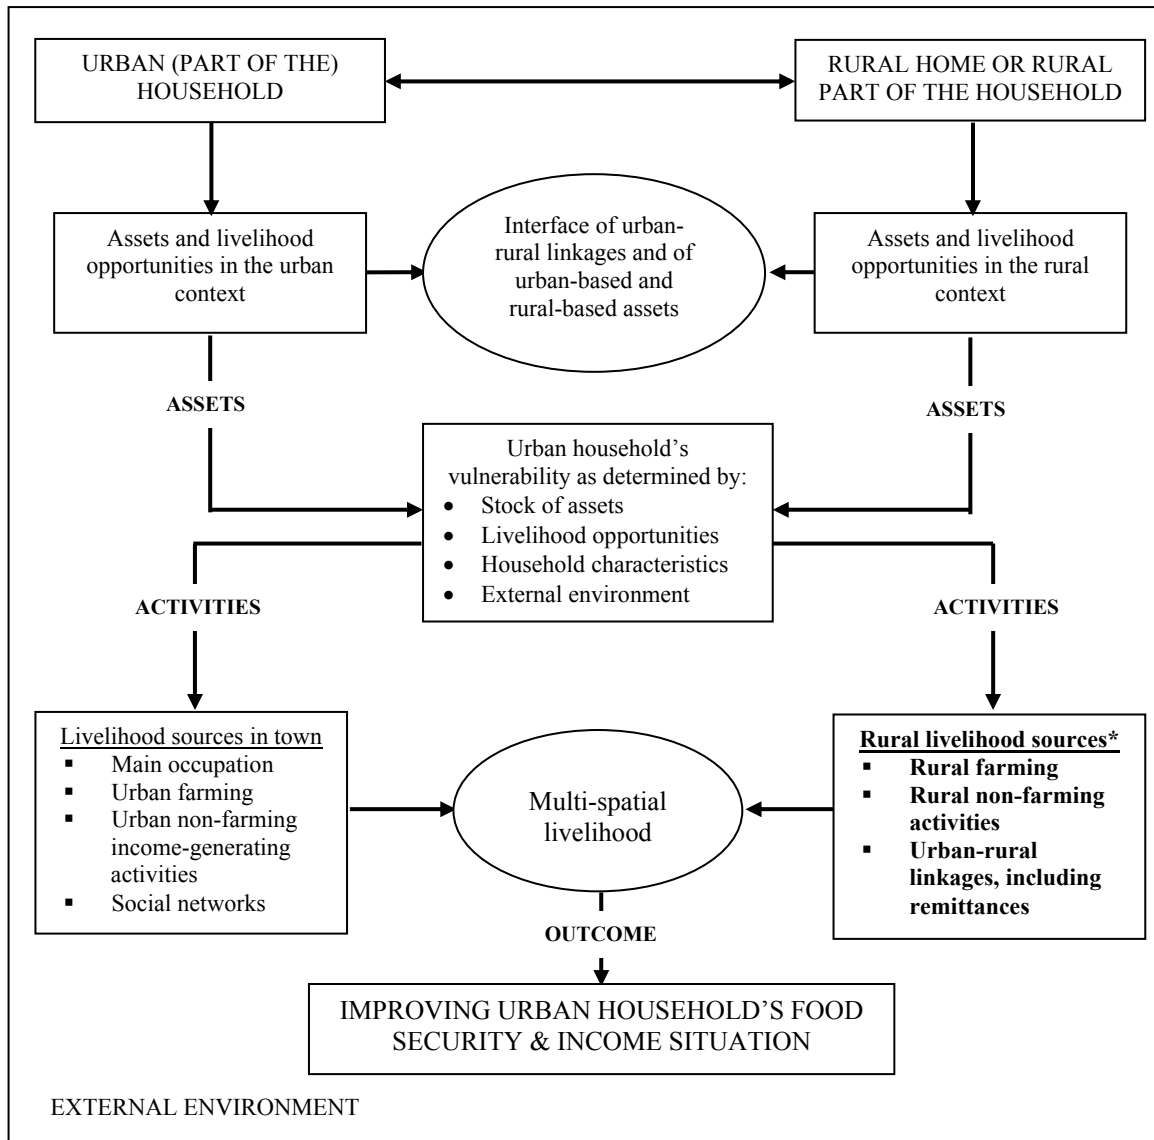 URBAN (PART OF THE)
HOUSEHOLD
RURAL HOME OR RURAL
PART OF THE HOUSEHOLD
Assets and livelihood
opportunities in the urban
context
Interface of urban-
rural linkages and of
urban-based and
rural-based assets
Assets and livelihood
opportunities in the rural
context
ASSETS
ASSETS
Urban household’s
vulnerability as determined by:
• Stock of assets
• Livelihood opportunities
• Household characteristics
• External environment
ACTIVITIES
ACTIVITIES
Livelihood sources in town
▪ Main occupation
▪ Urban farming
▪ Urban non-farming
income-generating
activities
▪ Social networks
Multi-spatial
livelihood
Rural livelihood sources*
▪ Rural farming
▪ Rural non-farming
activities
▪ Urban-rural
linkages, including
remittances
OUTCOME
IMPROVING URBAN HOUSEHOLD’S FOOD
SECURITY & INCOME SITUATION
EXTERNAL ENVIRONMENT